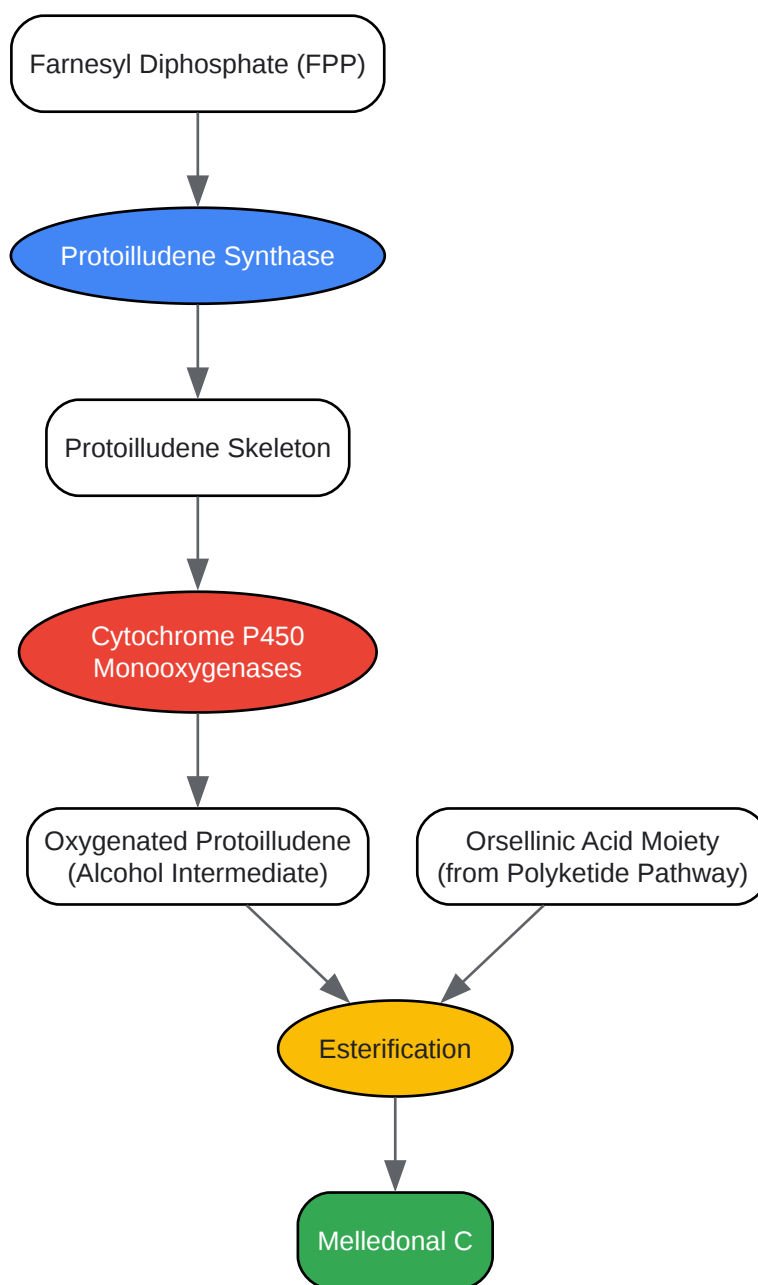 Farnesyl Diphosphate (FPP)
Protoilludene Synthase
Protoilludene Skeleton
Cytochrome P450
Monooxygenases
Oxygenated Protoilludene
(Alcohol Intermediate)
Orsellinic Acid Moiety
(from Polyketide Pathway)
Esterification
Melledonal C